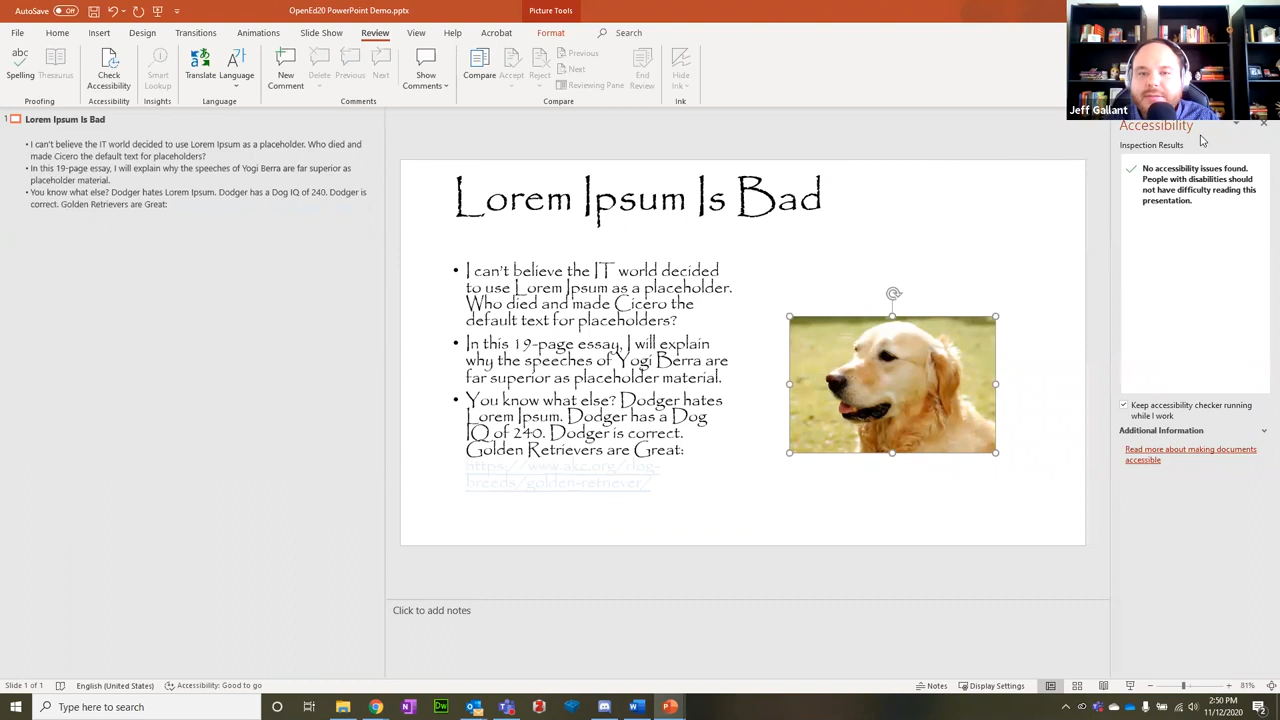 AutoSave Off OpenEd20 PowerPoint Demo.pptx Picture Tools
File Home Insert Draw Design Transitions Animations Slide Show Review View Help Acrobat Format Search
abc
Spelling Thesaurus Check Accessibility Smart Lookup Translate Language New Comment Delete Previous Next Show Comments Compare Accept Reject Previous Next Reviewing Pane End Review Hide Ink
Proofing Accessibility Insights Language Comments Compare Ink
Jeff Gallant
1 Lorem Ipsum Is Bad
• I can't believe the IT world decided to use Lorem Ipsum as a placeholder. Who died and
made Cicero the default text for placeholders?
• In this 19-page essay, I will explain why the speeches of Yogi Berra are far superior as
placeholder material.
• You know what else? Dodger hates Lorem Ipsum. Dodger has a Dog IQ of 240. Dodger is
correct. Golden Retrievers are Great:
Lorem Ipsum Is Bad
• I can't believe the IT world decided
to use Lorem Ipsum as a placeholder.
Who died and made Cicero the
default text for placeholders?
• In this 19-page essay, I will explain
why the speeches of Yogi Berra are
far superior as placeholder material.
• You know what else? Dodger hates
Lorem Ipsum. Dodger has a Dog
IQ of 240. Dodger is correct.
Golden Retrievers are Great:
https://www.akc.org/dog-
breeds/golden-retriever/
Accessibility
Inspection Results
No accessibility issues found.
People with disabilities should
not have difficulty reading this
presentation.
Keep accessibility checker running
while I work
Additional Information
Read more about making documents
accessible
Click to add notes
Slide 1 of 1 English (United States) Accessibility: Good to go Notes Display Settings 81%
Type here to search Dw 2:50 PM
11/12/2020 2